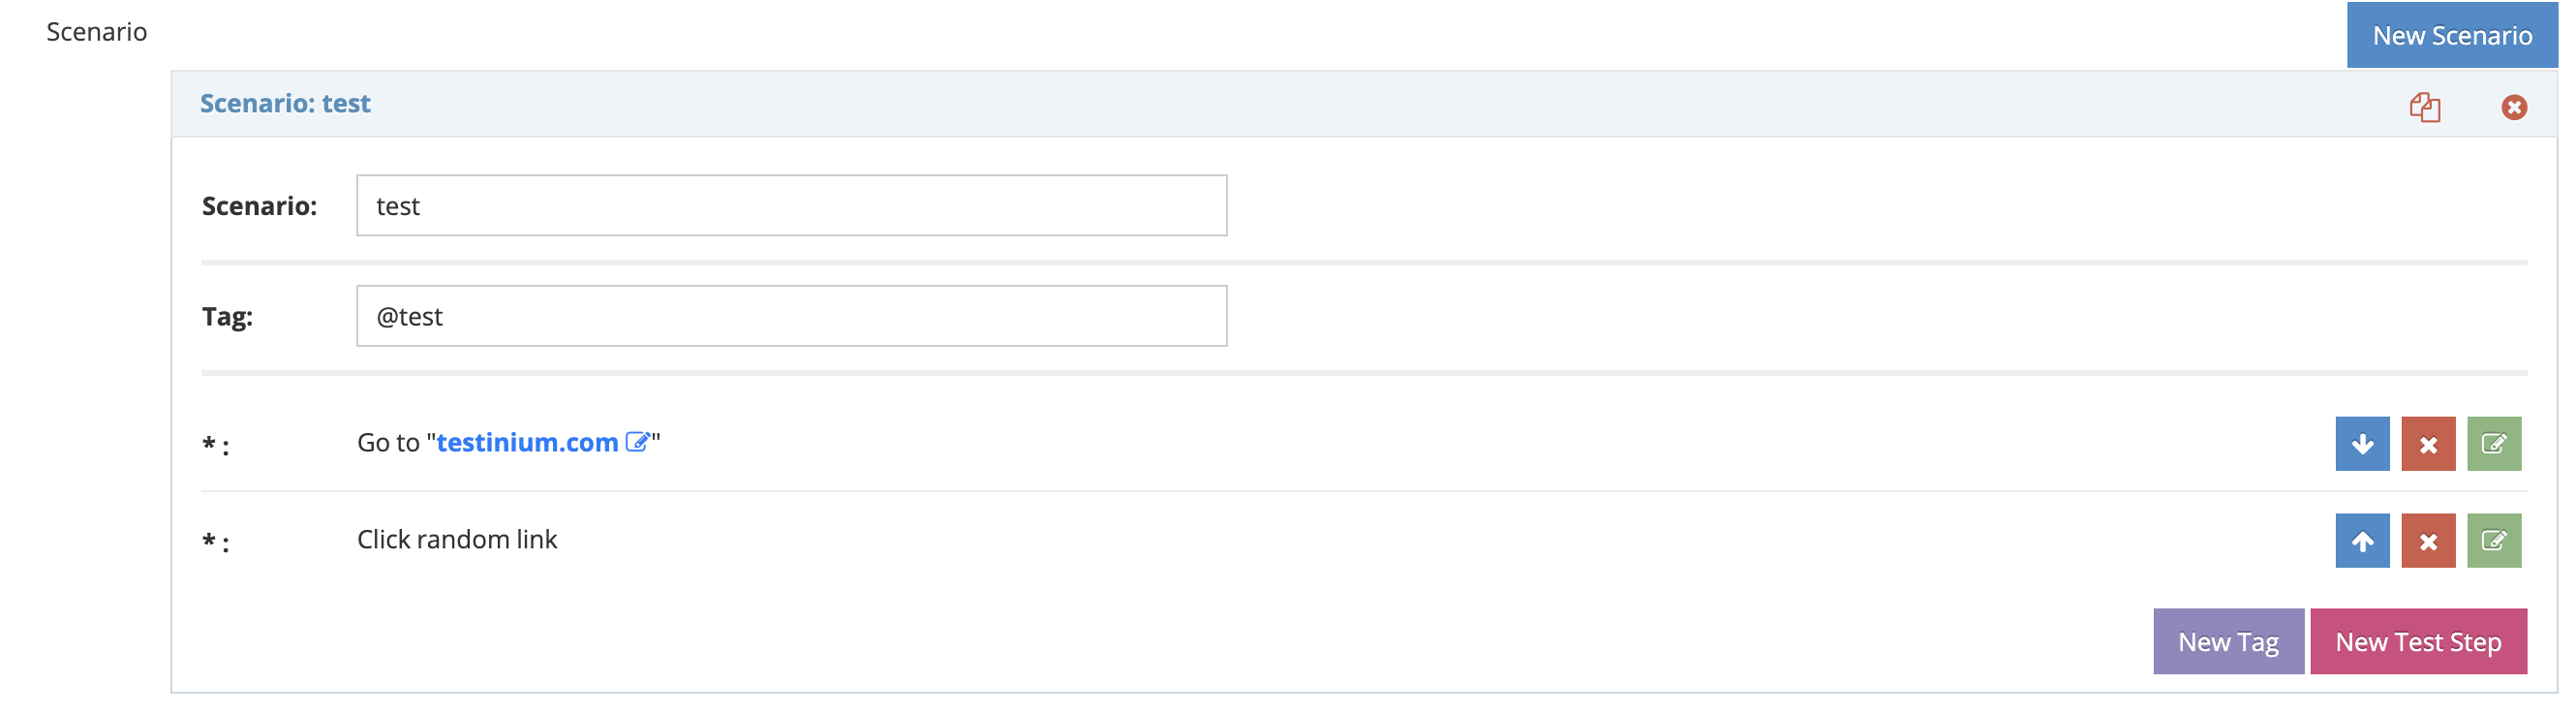 Scenario
New Scenario
Scenario: test
Scenario: test
Tag: @test
* : Go to "testinium.com"
* : Click random link
New Tag New Test Step